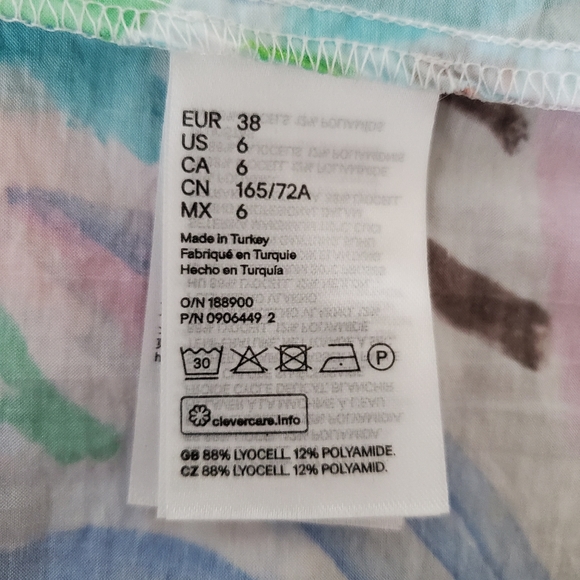 EUR 38
US 6
CA 6
CN 165/72A
MX 6
Made in Turkey
Fabriqué en Turquie
Hecho en Turquía
O/N 188900
P/N 0906449 2
30
P
clevercare.info
GB 88% LYOCELL. 12% POLYAMIDE.
CZ 88% LYOCELL. 12% POLYAMID.